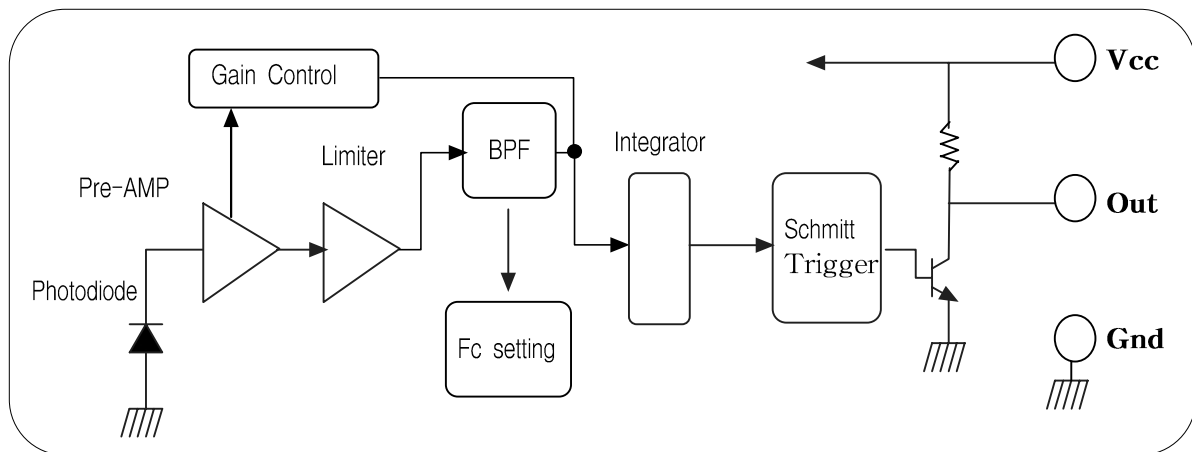 Gain Control
Vcc
Limiter
BPF
Integrator
Pre-AMP
Out
Schmitt
Trigger
Photodiode
Fc setting
Gnd